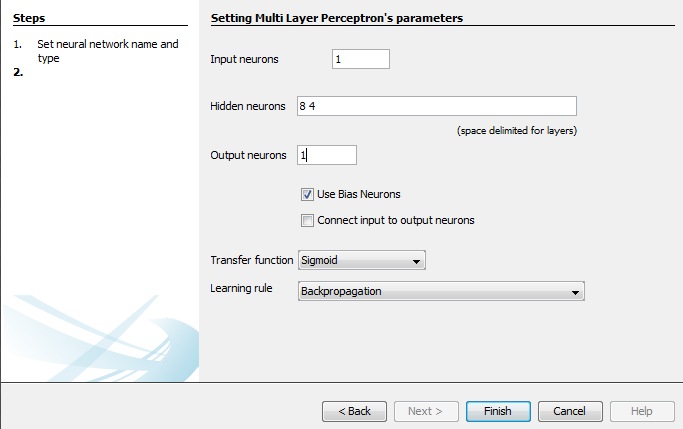 Steps
1. Set neural network name and
type
2.
Setting Multi Layer Perceptron's parameters
Input neurons 1
Hidden neurons 8 4
(space delimited for layers)
Output neurons 1
Use Bias Neurons
Connect input to output neurons
Transfer function Sigmoid
Learning rule Backpropagation
< Back Next > Finish Cancel Help